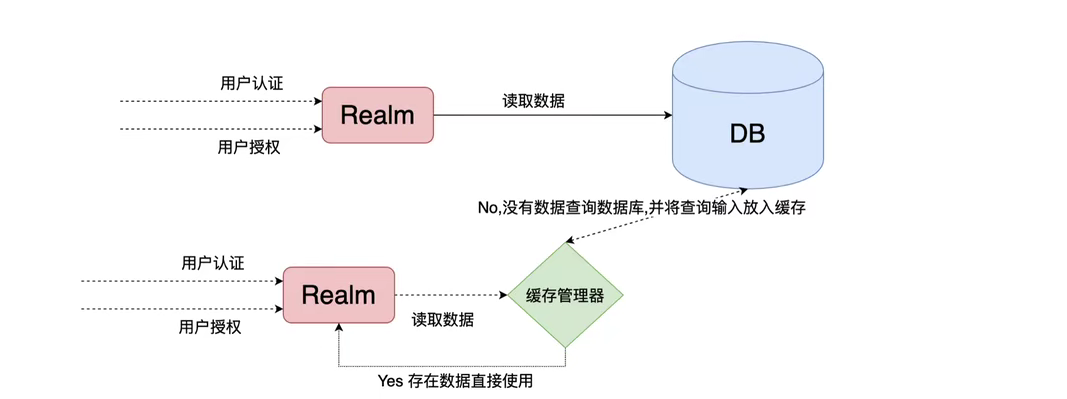 用户认证
Realm
读取数据
用户授权
DB
No,没有数据查询数据库,并将查询输入放入缓存
用户认证
Realm
缓存管理器
用户授权
读取数据
Yes 存在数据直接使用